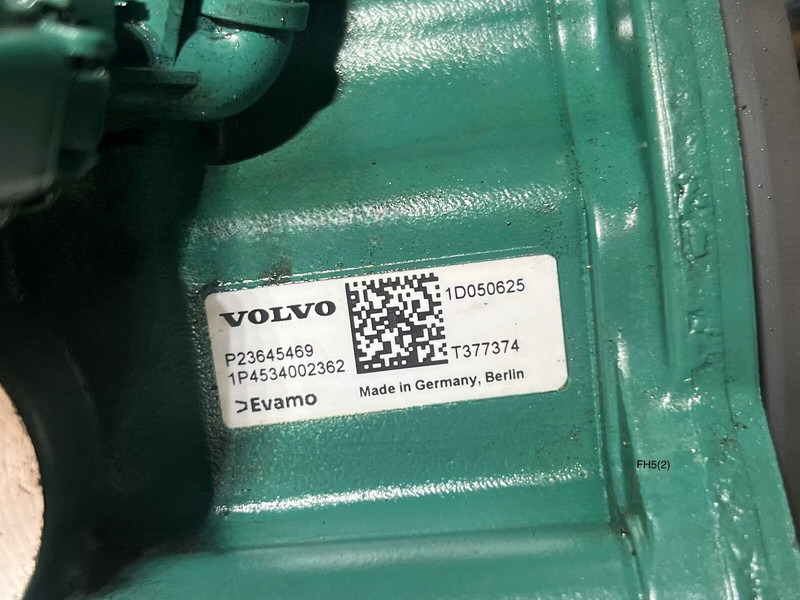 VOLVO
1D050625
P23645469
1P4534002362
T377374
>Evamo
Made in Germany, Berlin
FH5(2)